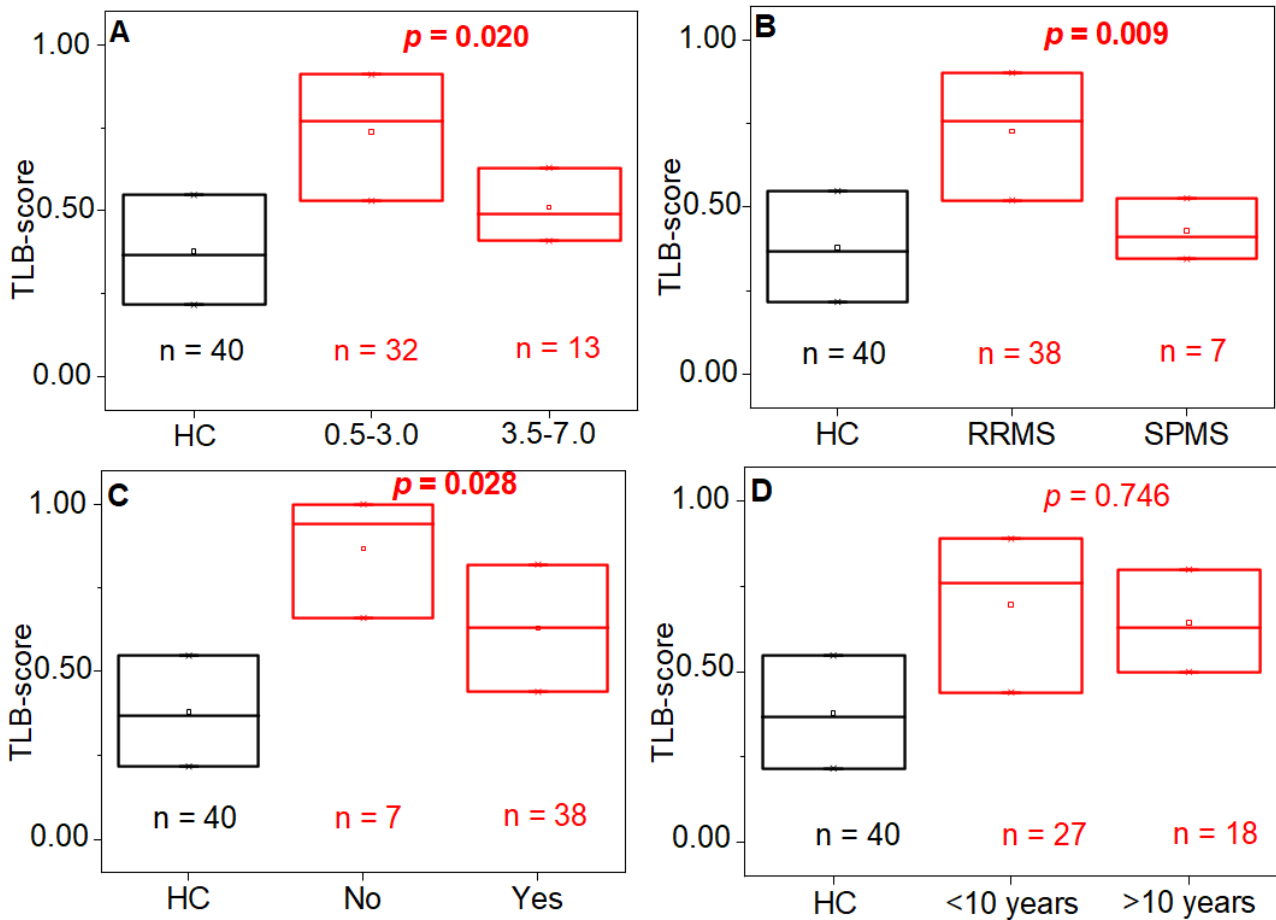 A
p = 0.020
1.00
TLB-score
0.50
n = 40
n = 32
n = 13
0.00
HC
0.5-3.0
3.5-7.0
B
p = 0.009
1.00
TLB-score
0.50
n = 40
n = 38
n = 7
0.00
HC
RRMS
SPMS
C
p = 0.028
1.00
TLB-score
0.50
n = 40
n = 7
n = 38
0.00
HC
No
Yes
D
p = 0.746
1.00
TLB-score
0.50
n = 40
n = 27
n = 18
0.00
HC
<10 years
>10 years